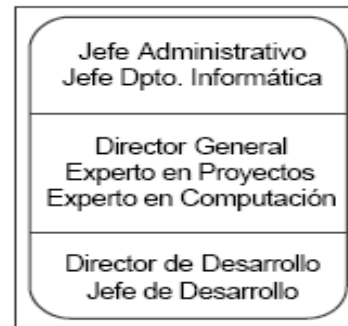 Jefe Administrativo
Jefe Dpto. Informática
Director General
Experto en Proyectos
Experto en Computación
Director de Desarrollo
Jefe de Desarrollo